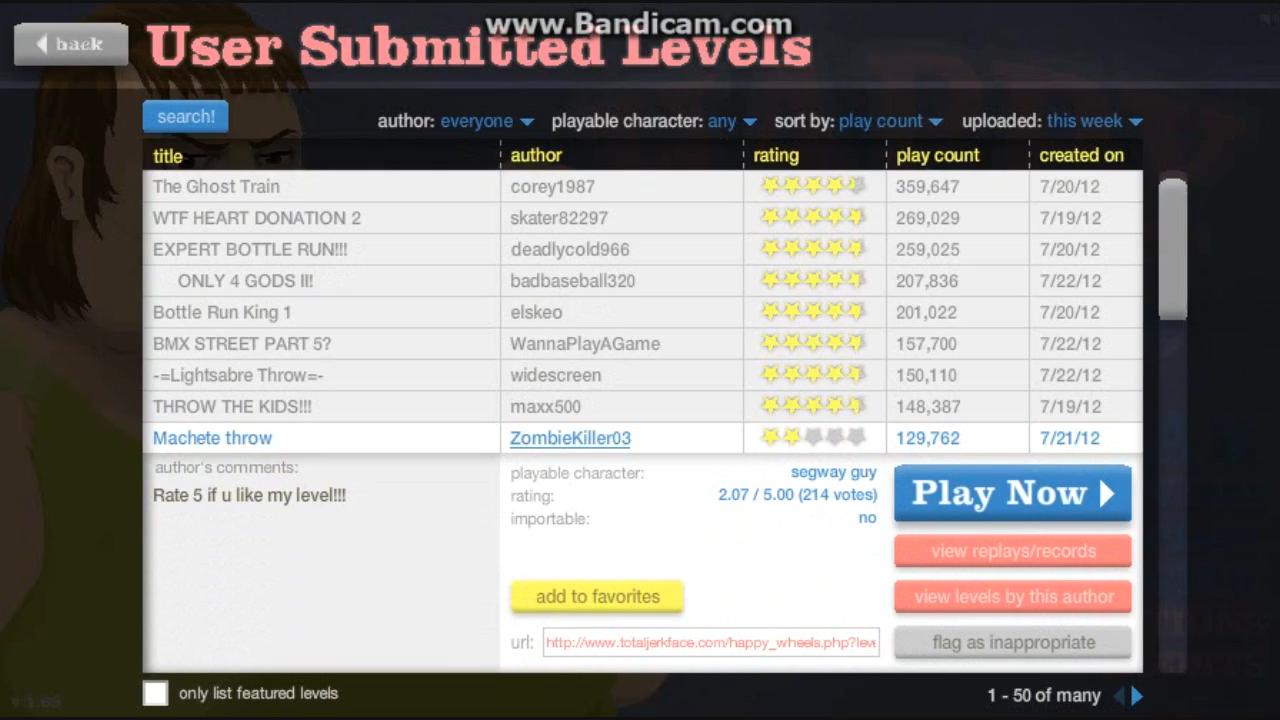 www.Bandicam.com
back
User Submitted Levels
search!
author: everyone playable character: any sort by: play count uploaded: this week
title author rating play count created on
The Ghost Train corey1987 359,647 7/20/12
WTF HEART DONATION 2 skater82297 269,029 7/19/12
EXPERT BOTTLE RUN!!! deadlycold966 259,025 7/20/12
ONLY 4 GODS II! badbaseball320 207,836 7/22/12
Bottle Run King 1 elskeo 201,022 7/20/12
BMX STREET PART 5? WannaPlayAGame 157,700 7/22/12
-=Lightsabre Throw=- widescreen 150,110 7/22/12
THROW THE KIDS!!! maxx500 148,387 7/19/12
Machete throw ZombieKiller03 129,762 7/21/12
author's comments:
Rate 5 if u like my level!!!
playable character: segway guy
rating: 2.07 / 5.00 (214 votes)
importable: no
Play Now
view replays/records
add to favorites
view levels by this author
url: http://www.totaljerkface.com/happy_wheels.php?leve
flag as inappropriate
only list featured levels
1 - 50 of many